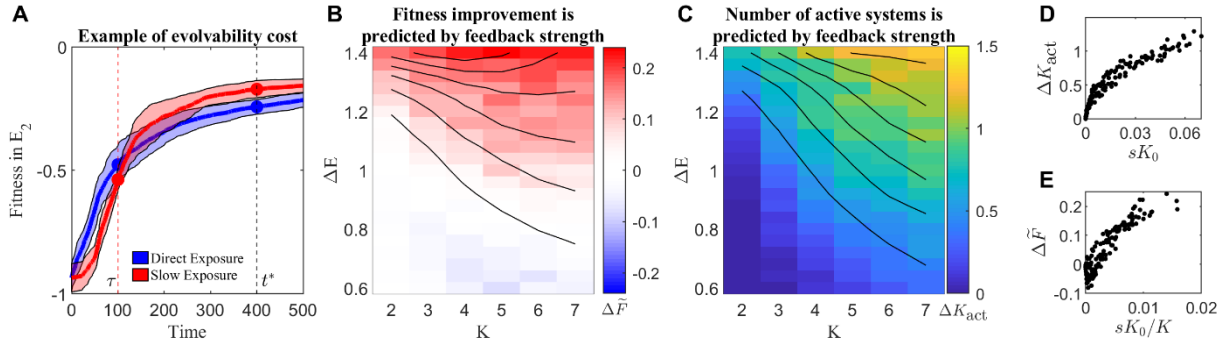 A
Example of evolvability cost
0
-0.5
-1
Fitness in E2
Direct Exposure
Slow Exposure
τ
t*
0 100 200 300 400 500
Time
B
Fitness improvement is
predicted by feedback strength
1.4
1.2
1
0.8
0.6
ΔE
2 3 4 5 6 7
K
0.2
0.1
0
-0.1
-0.2
ΔF̃
C
Number of active systems is
predicted by feedback strength
1.4
1.2
1
0.8
0.6
ΔE
2 3 4 5 6 7
K
1.5
1
0.5
0
ΔKact
D
1.5
1
0.5
0
ΔKact
0 0.03 0.06
sK0
E
0.2
0.1
0
-0.1
ΔF̃
0 0.01 0.02
sK0/K